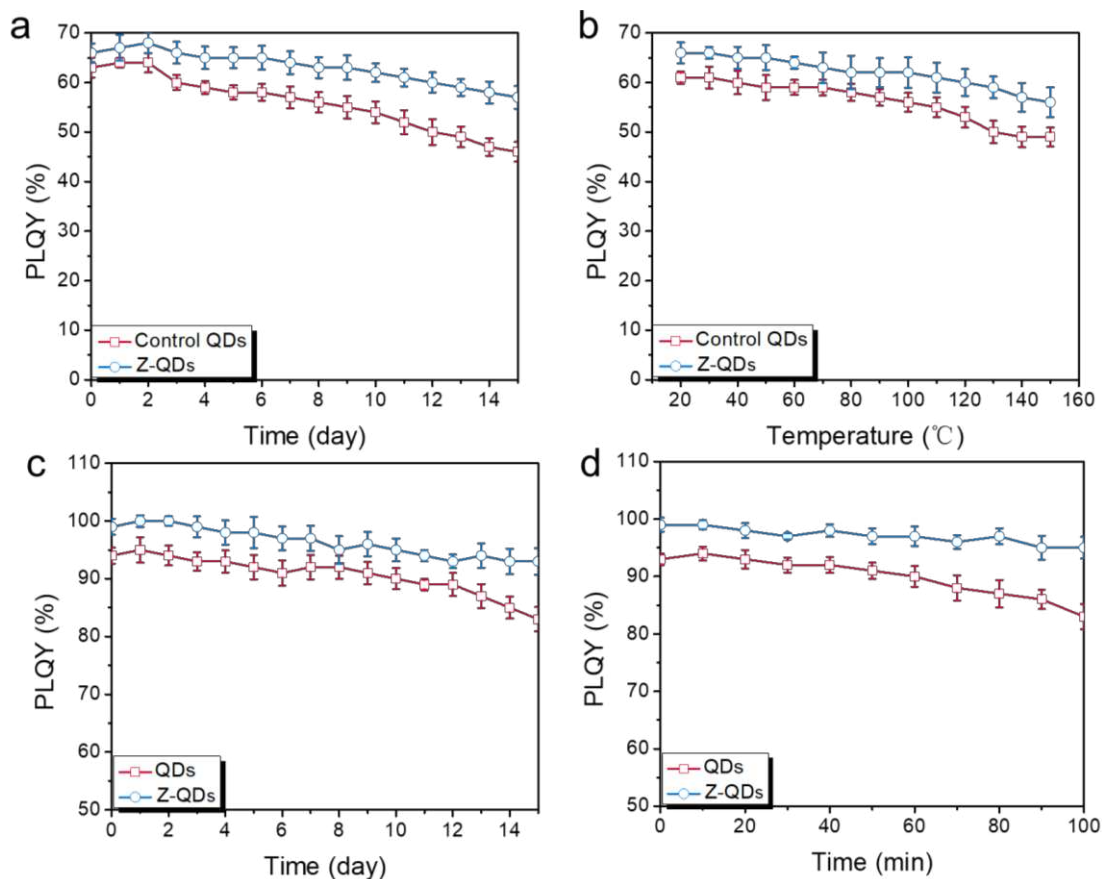 a
70
60
50
40
30
20
10
0
PLQY (%)
Control QDs
Z-QDs
0 2 4 6 8 10 12 14
Time (day)
b
70
60
50
40
30
20
10
0
PLQY (%)
Control QDs
Z-QDs
20 40 60 80 100 120 140 160
Temperature (℃)
c
110
100
90
80
70
60
50
PLQY (%)
QDs
Z-QDs
0 2 4 6 8 10 12 14
Time (day)
d
110
100
90
80
70
60
50
PLQY (%)
QDs
Z-QDs
0 20 40 60 80 100
Time (min)